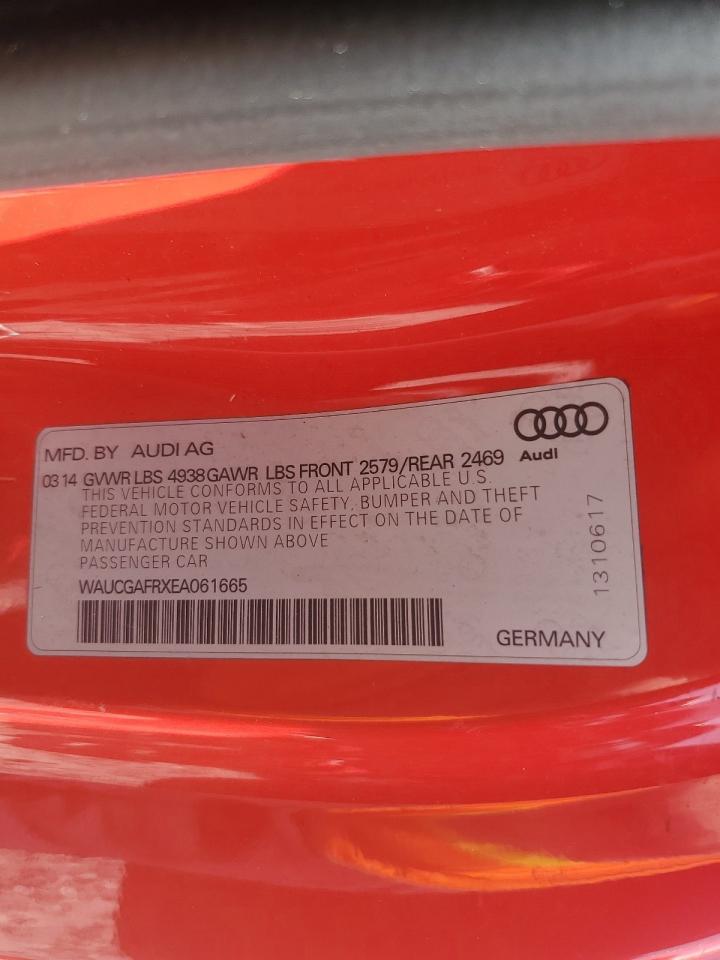 MFD. BY AUDI AG
03 14 GVWR LBS 4938 GAWR LBS FRONT 2579/REAR 2469
Audi
THIS VEHICLE CONFORMS TO ALL APPLICABLE U.S.
FEDERAL MOTOR VEHICLE SAFETY, BUMPER AND THEFT
PREVENTION STANDARDS IN EFFECT ON THE DATE OF
MANUFACTURE SHOWN ABOVE
PASSENGER CAR
WAUCGAFRXEA061665
1310617
GERMANY